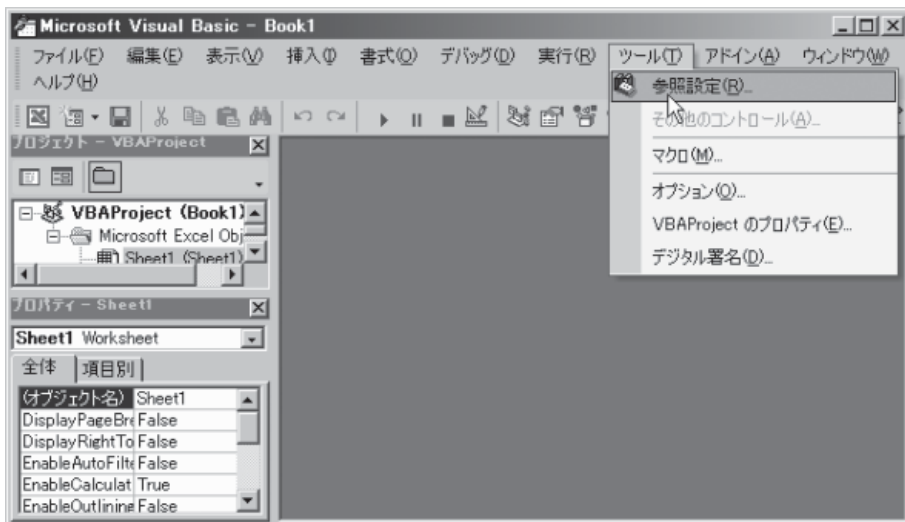 Microsoft Visual Basic - Book1
ファイル(F) 編集(E) 表示(V) 挿入(I) 書式(O) デバッグ(D) 実行(R) ツール(T) アドイン(A) ウィンドウ(W)
ヘルプ(H)
参照設定(R)...
その他のコントロール(A)...
マクロ(M)...
オプション(O)...
VBAProject のプロパティ(E)...
デジタル署名(D)...
プロジェクト - VBAProject
VBAProject (Book1)
Microsoft Excel Obj
Sheet1 (Sheet1)
プロパティ - Sheet1
Sheet1 Worksheet
全体 項目別
(オブジェクト名) Sheet1
DisplayPageBre False
DisplayRightTo False
EnableAutoFilte False
EnableCalculat True
EnableOutlining False